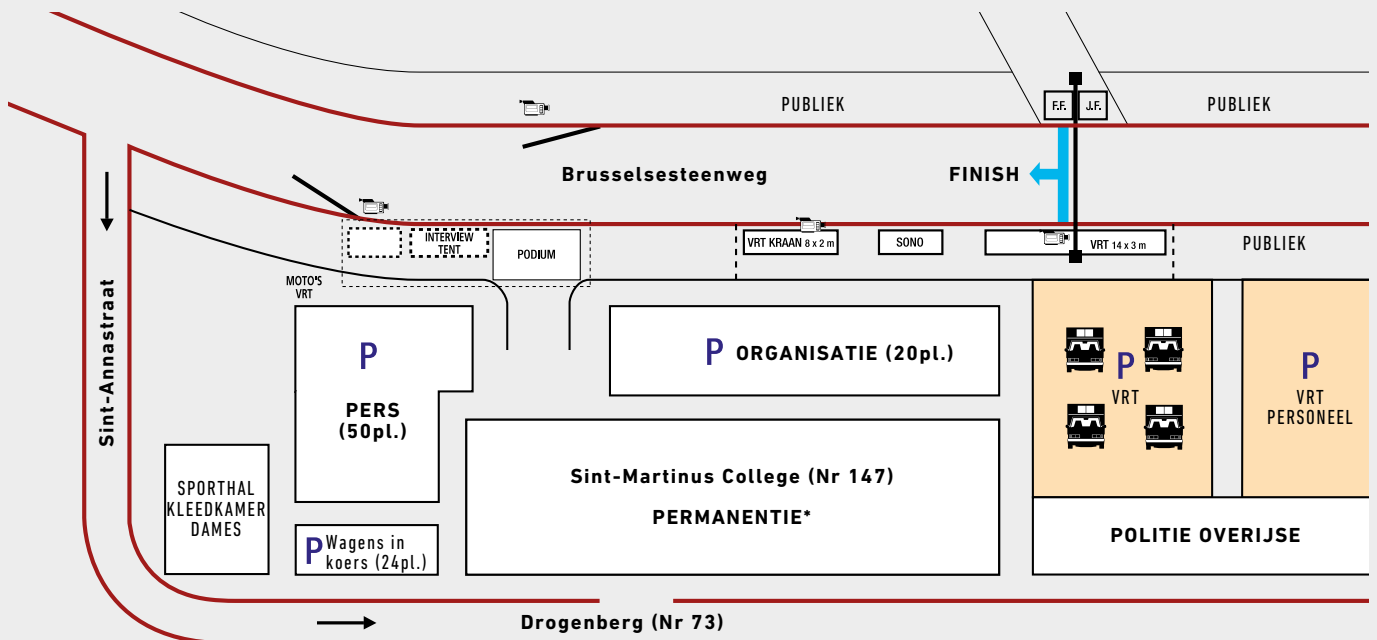 PUBLIEK
F.F.
J.F.
PUBLIEK
Brusselsesteenweg
FINISH
INTERVIEW
TENT
PODIUM
VRT KRAAN 8 x 2 m
SONO
VRT 14 x 3 m
PUBLIEK
MOTO'S
VRT
Sint-Annastraat
P
PERS
(50pl.)
P ORGANISATIE (20pl.)
P
VRT
P
VRT
PERSONEEL
SPORTHAL
KLEEDKAMER
DAMES
P Wagens in
koers (24pl.)
Sint-Martinus College (Nr 147)
PERMANENTIE*
POLITIE OVERIJSE
Drogenberg (Nr 73)